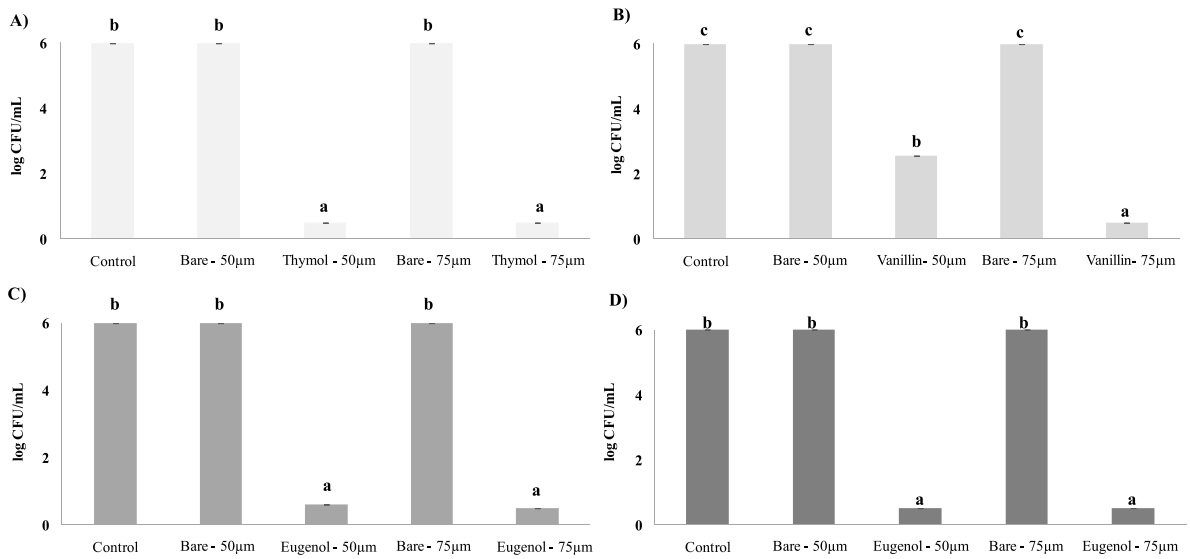 A)
b b b
6
4
2
0
a a
log CFU/mL
Control Bare - 50µm Thymol - 50µm Bare - 75µm Thymol - 75µm
B)
c c c
6
4
2
0
b
a
log CFU/mL
Control Bare - 50µm Vanillin- 50µm Bare - 75µm Vanillin- 75µm
C)
b b b
6
4
2
0
a a
log CFU/mL
Control Bare - 50µm Eugenol - 50µm Bare - 75µm Eugenol - 75µm
D)
b b b
6
4
2
0
a a
log CFU/mL
Control Bare - 50µm Eugenol - 50µm Bare - 75µm Eugenol - 75µm